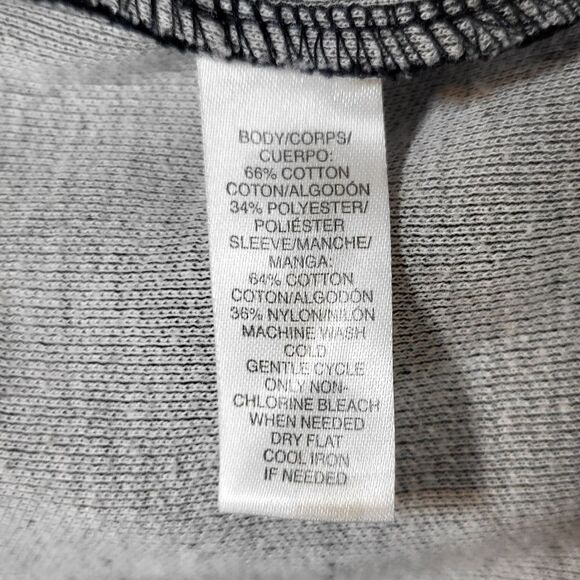 BODY/CORPS/
CUERPO:
66% COTTON
COTON/ALGODÓN
34% POLYESTER/
POLIÉSTER
SLEEVE/MANCHE/
MANGA:
64% COTTON
COTON/ALGODÓN
36% NYLON/NILÓN
MACHINE WASH
COLD
GENTLE CYCLE
ONLY NON-
CHLORINE BLEACH
WHEN NEEDED
DRY FLAT
COOL IRON
IF NEEDED